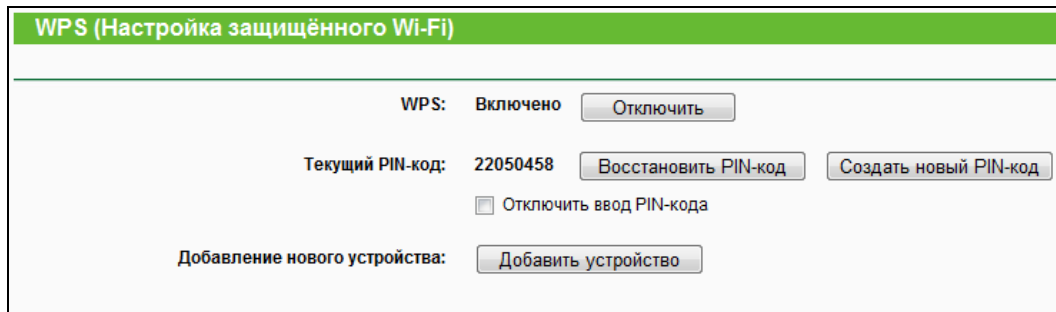 WPS (Настройка защищённого Wi-Fi)
WPS: Включено Отключить
Текущий PIN-код: 22050458 Восстановить PIN-код Создать новый PIN-код
Отключить ввод PIN-кода
Добавление нового устройства: Добавить устройство